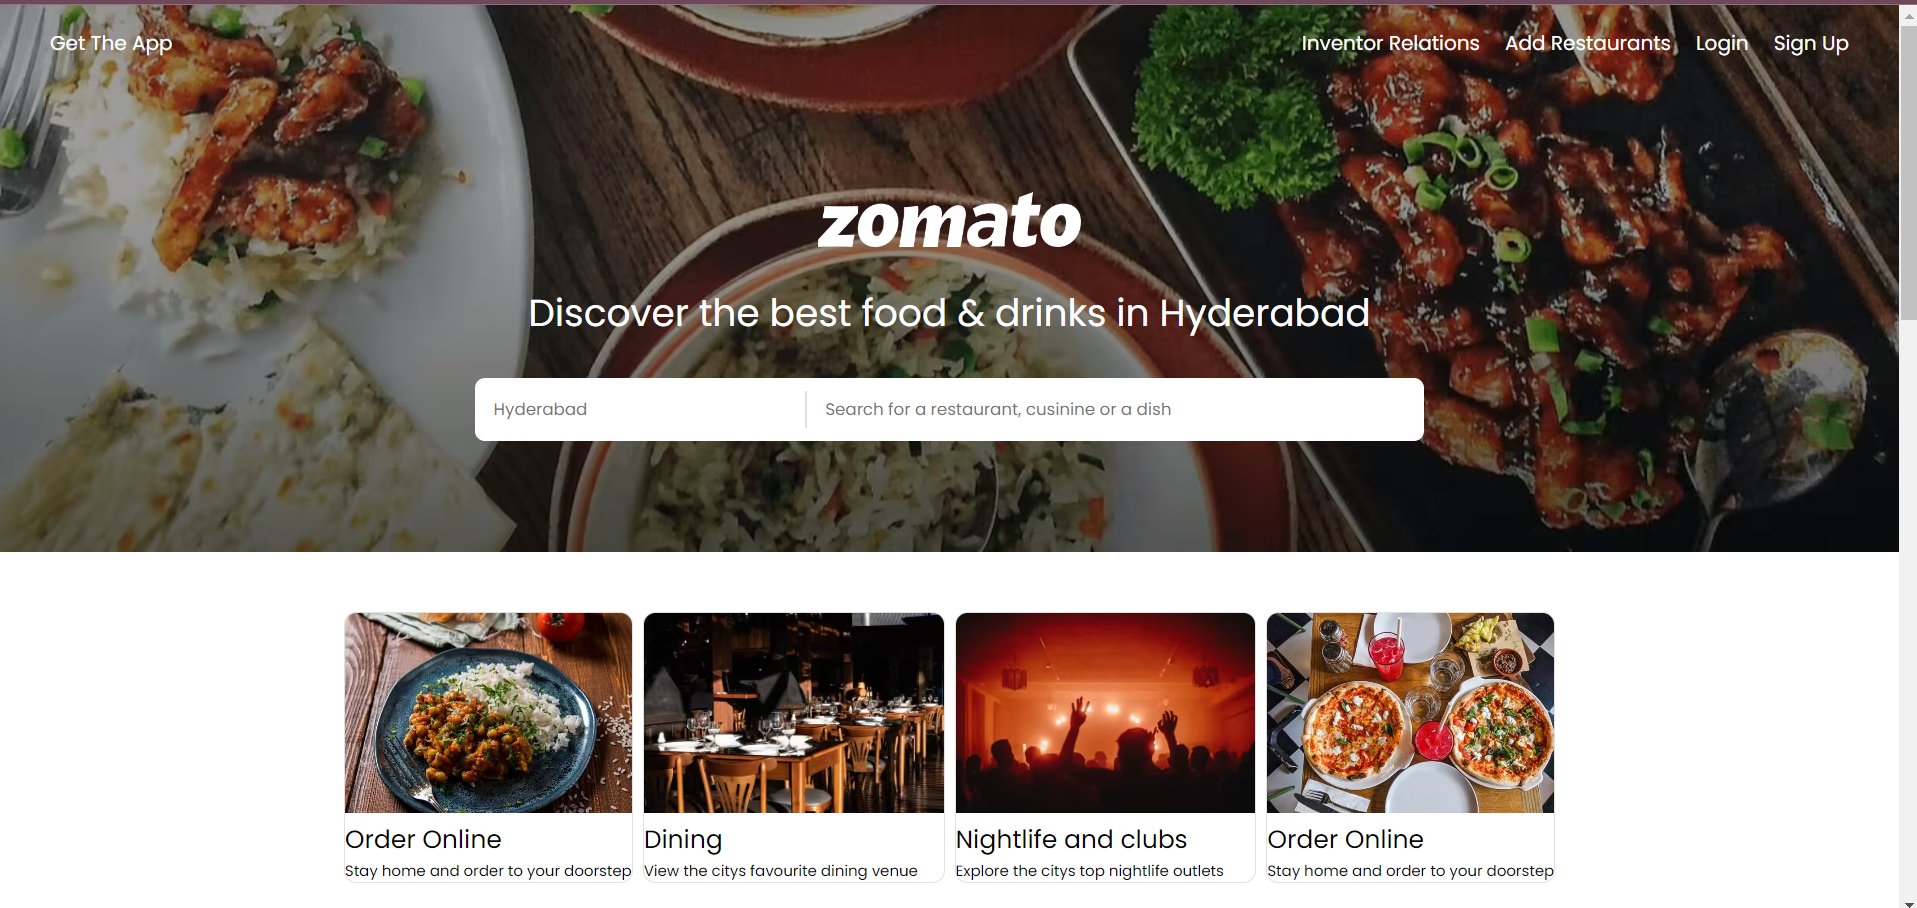 Get The App
Inventor Relations
Add Restaurants
Login
Sign Up
zomato
Discover the best food & drinks in Hyderabad
Hyderabad
Search for a restaurant, cusinine or a dish
Order Online
Stay home and order to your doorstep
Dining
View the citys favourite dining venue
Nightlife and clubs
Explore the citys top nightlife outlets
Order Online
Stay home and order to your doorstep